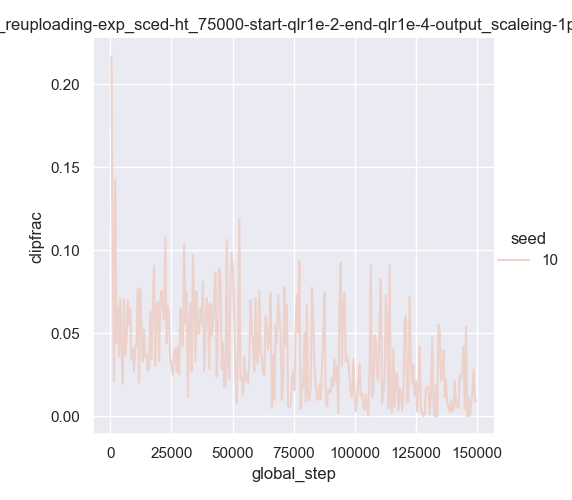 _reuploading-exp_sced-ht_75000-start-qlr1e-2-end-qlr1e-4-output_scaleing-1p
0.20
0.15
0.10
0.05
0.00
clipfrac
0 25000 50000 75000 100000 125000 150000
global_step
seed
10